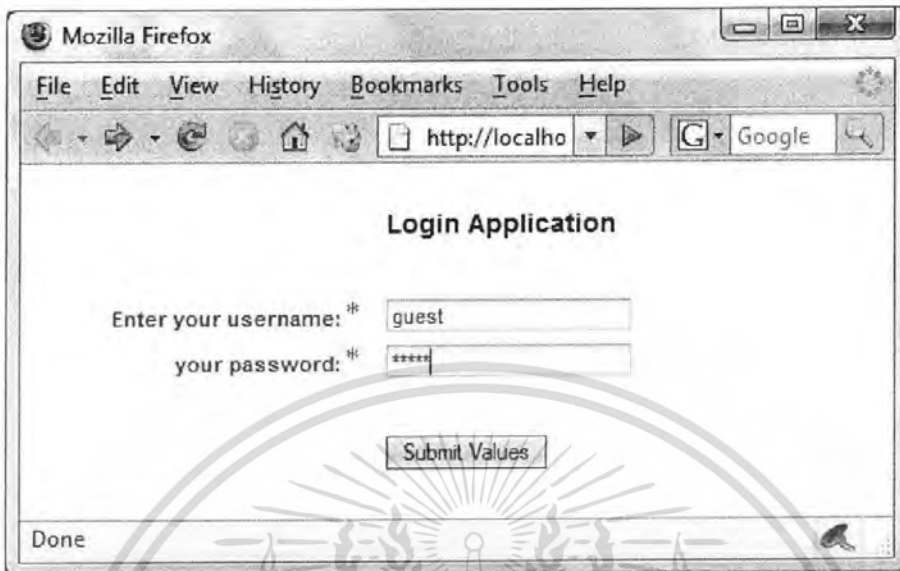 Mozilla Firefox
File Edit View History Bookmarks Tools Help
http://localho G Google
Login Application
Enter your username:* guest
your password:* *****
Submit Values
Done